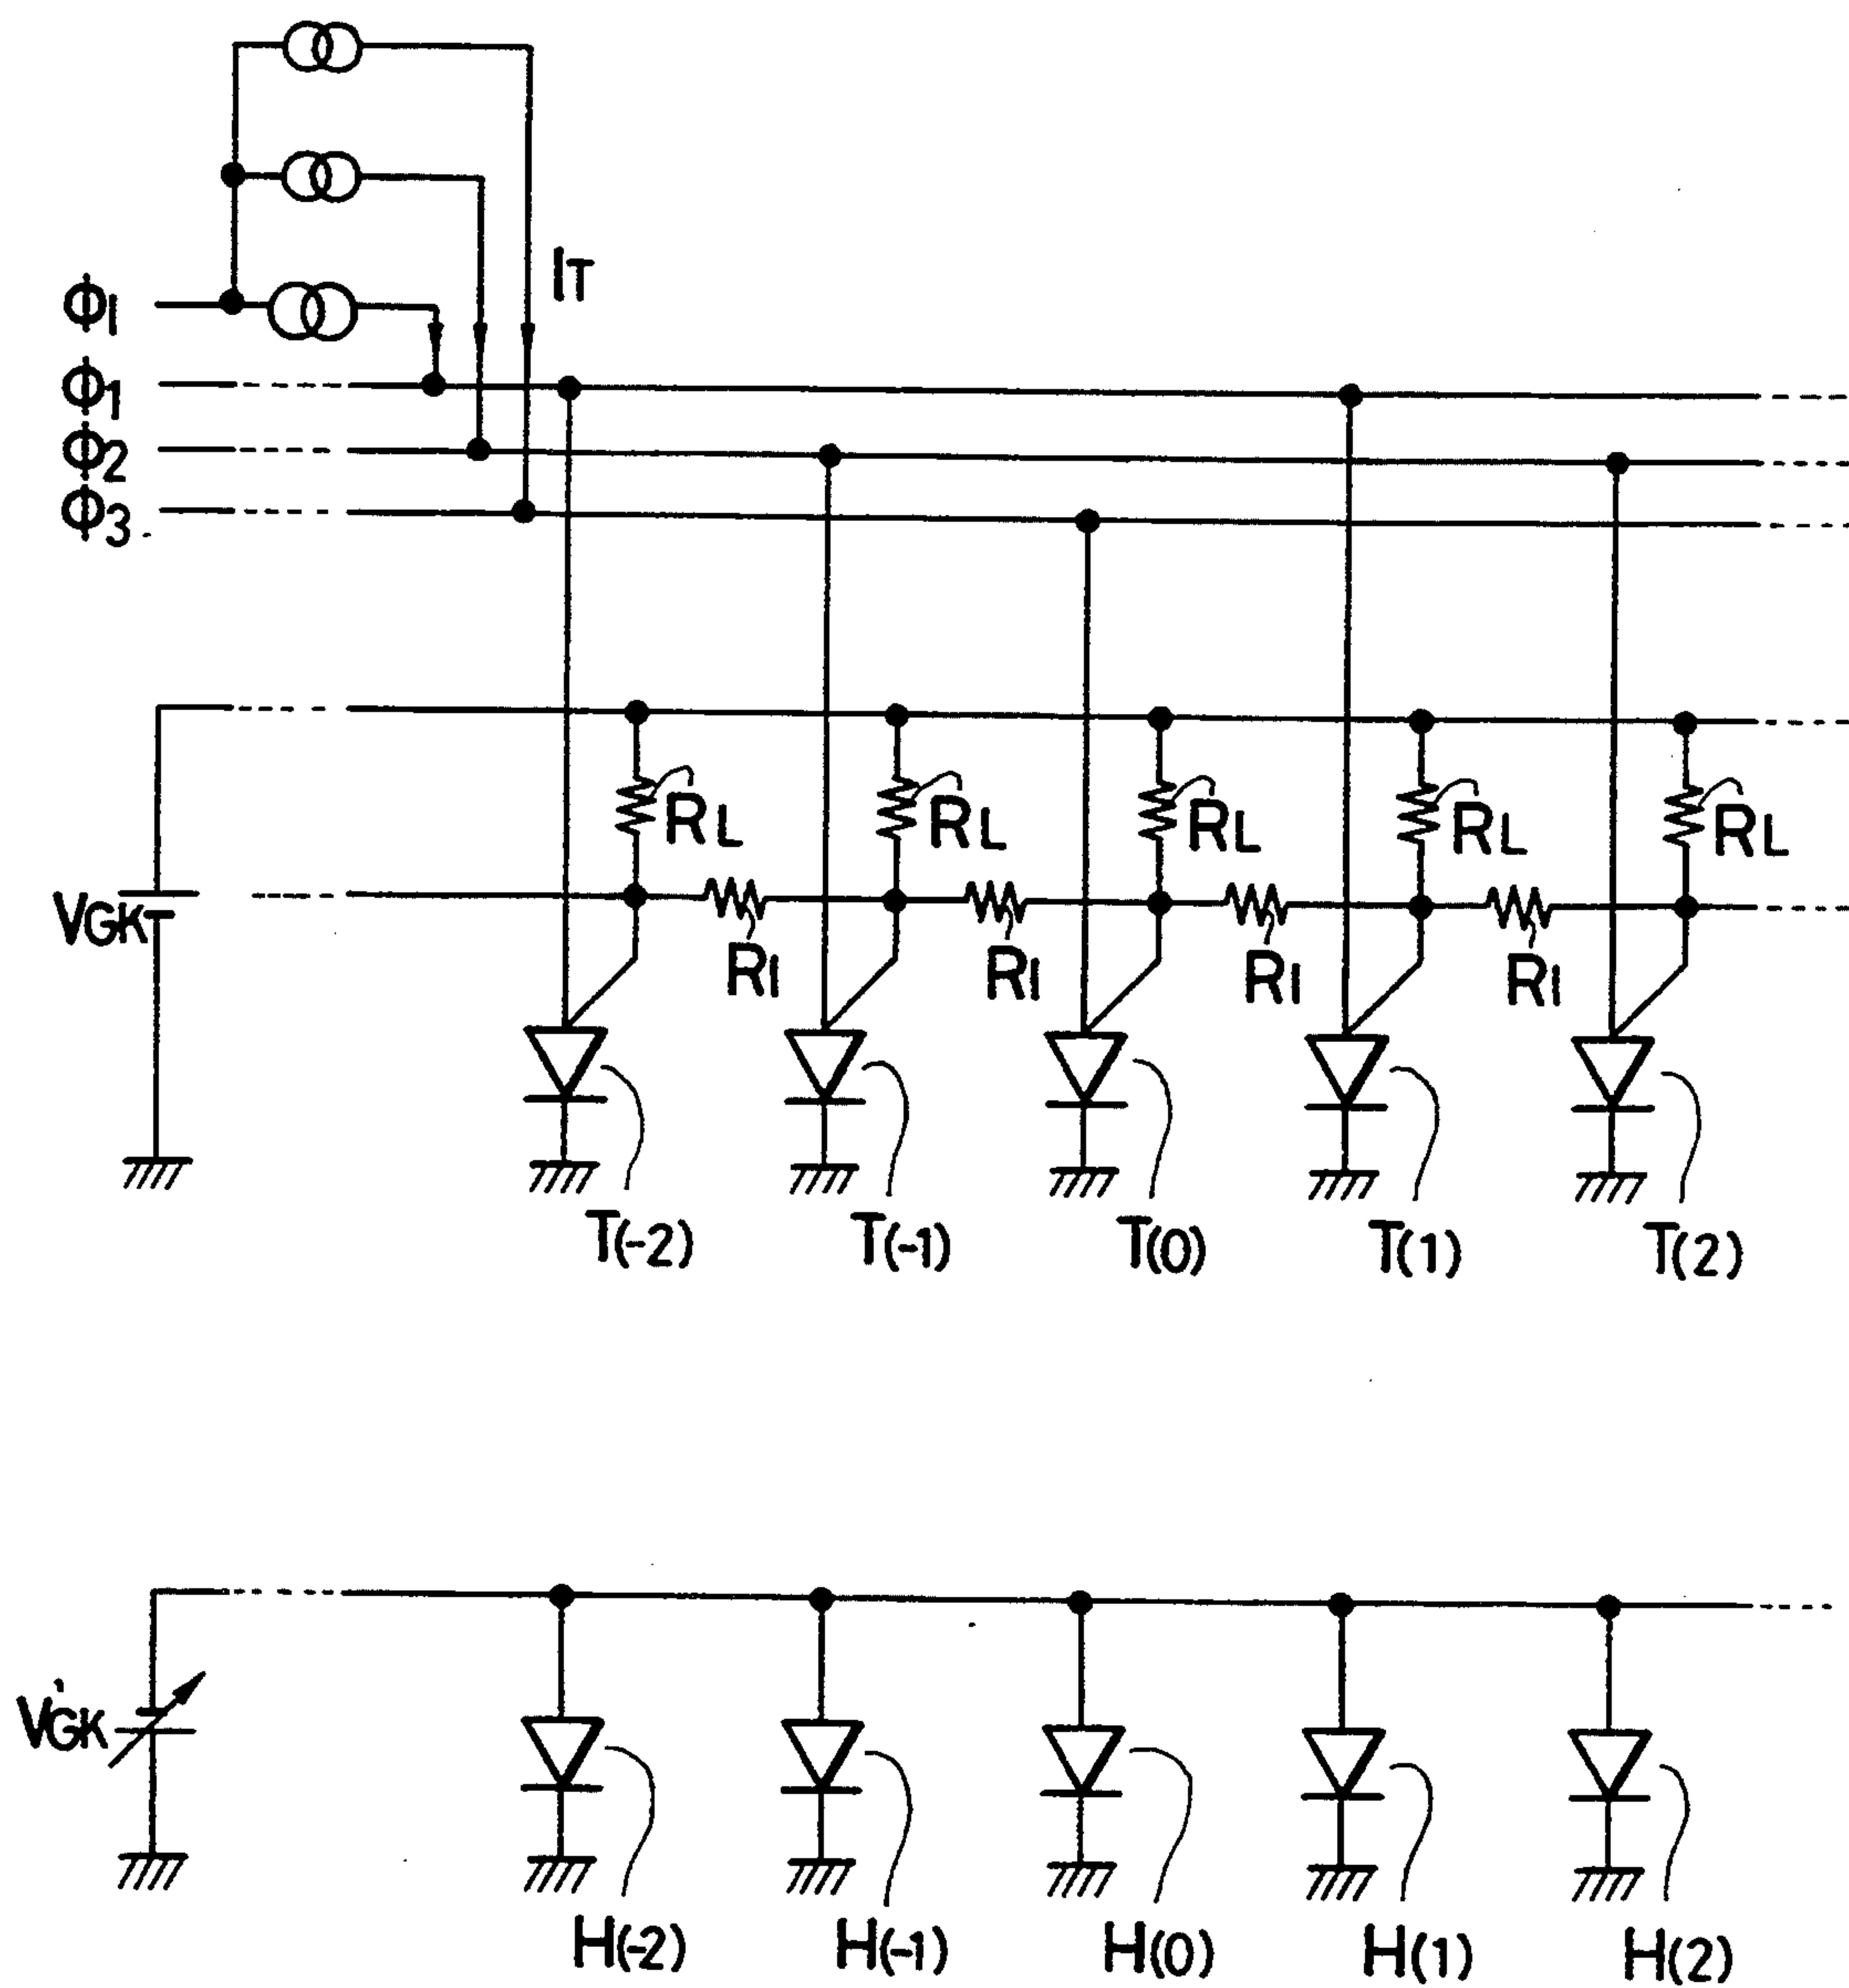 IT
ΦI
Φ1
Φ2
Φ3
RL RL RL RL RL
VGK
RI RI RI RI
T(-2) T(-1) T(0) T(1) T(2)
V'GK
H(-2) H(-1) H(0) H(1) H(2)